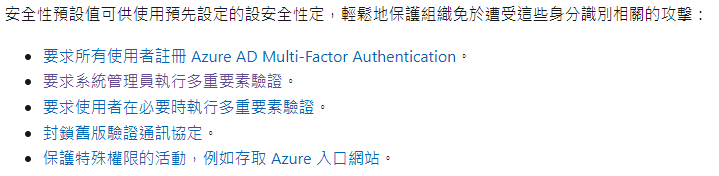 安全性預設值可供使用預先設定的設安全性定，輕鬆地保護組織免於遭受這些身分識別相關的攻擊：
• 要求所有使用者註冊 Azure AD Multi-Factor Authentication。
• 要求系統管理員執行多重要素驗證。
• 要求使用者在必要時執行多重要素驗證。
• 封鎖舊版驗證通訊協定。
• 保護特殊權限的活動，例如存取 Azure 入口網站。